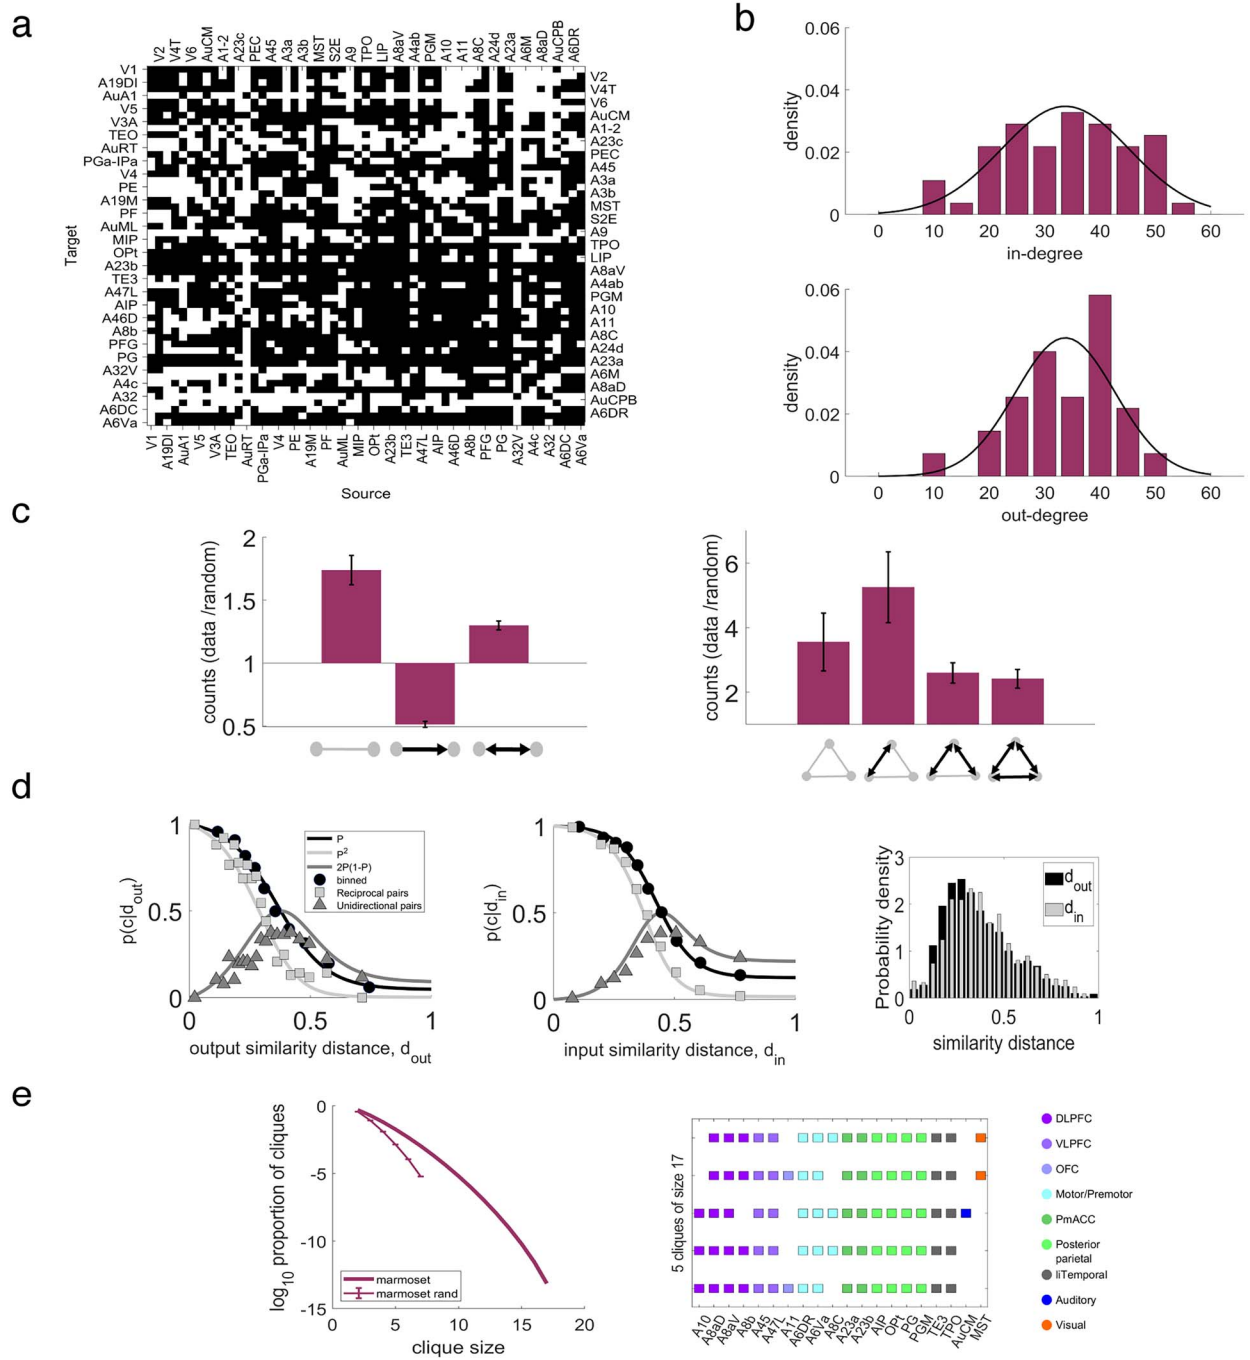 a
V2 V4T V6 AuCM A1-2 A23c PEC A45 A3a A3b MST S2E A9 TPO LIP A8aV A4ab PGM A10 A11 A8C A24d A23a A6M A8aD AuCPB A6DR
V1
A19DI
AuA1
V5
V3A
TEO
AuRT
PGa-IPa
V4
PE
A19M
PF
AuML
MIP
OPt
A23b
TE3
A47L
AIP
A46D
A8b
PFG
PG
A32V
A4c
A32
A6DC
A6Va
Target
V2
V4T
V6
AuCM
A1-2
A23c
PEC
A45
A3a
A3b
MST
S2E
A9
TPO
LIP
A8aV
A4ab
PGM
A10
A11
A8C
A24d
A23a
A6M
A8aD
AuCPB
A6DR
V1 A19DI AuA1 V5 V3A TEO AuRT PGa-IPa V4 PE A19M PF AuML MIP OPt A23b TE3 A47L AIP A46D A8b PFG PG A32V A4c A32 A6DC A6Va
Source
b
0.06
0.04
0.02
0
density
0 10 20 30 40 50 60
in-degree
0.06
0.04
0.02
0
density
0 10 20 30 40 50 60
out-degree
c
2
1.5
1
0.5
counts (data /random)
6
4
2
counts (data /random)
d
1
0.5
0
p(c|dout)
P
P2
2P(1-P)
binned
Reciprocal pairs
Unidirectional pairs
0 0.5 1
output similarity distance, dout
1
0.5
0
p(c|din)
0 0.5 1
input similarity distance, din
3
2
1
0
Probability density
dout
din
0 0.5 1
similarity distance
e
0
-5
-10
-15
log10 proportion of cliques
marmoset
marmoset rand
0 5 10 15 20
clique size
5 cliques of size 17
A10 A8aD A8aV A8b A45 A47L A11 A6DR A6Va A8C A23a A23b AIP OPt PG PGM TE3 TPO AuCM MST
DLPFC
VLPFC
OFC
Motor/Premotor
PmACC
Posterior
parietal
liTemporal
Auditory
Visual